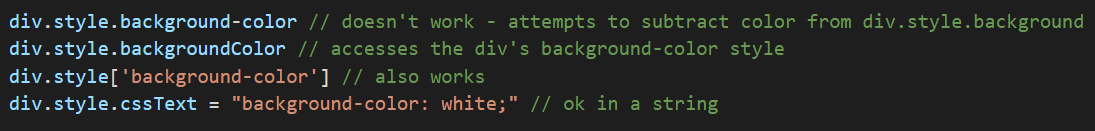 div.style.background-color // doesn't work - attempts to subtract color from div.style.background
div.style.backgroundColor // accesses the div's background-color style
div.style['background-color'] // also works
div.style.cssText = "background-color: white;" // ok in a string